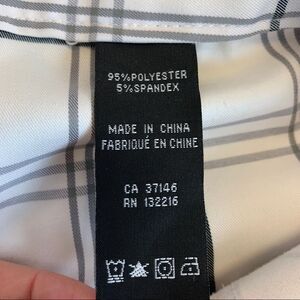 95%POLYESTER
5%SPANDEX
MADE IN CHINA
FABRIQUÉ EN CHINE
CA 37146
RN 132216